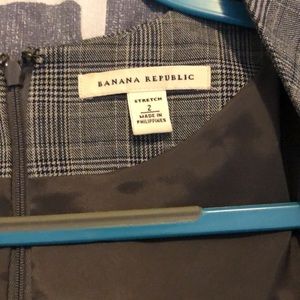 BANANA REPUBLIC
STRETCH
2
MADE IN
PHILIPPINES